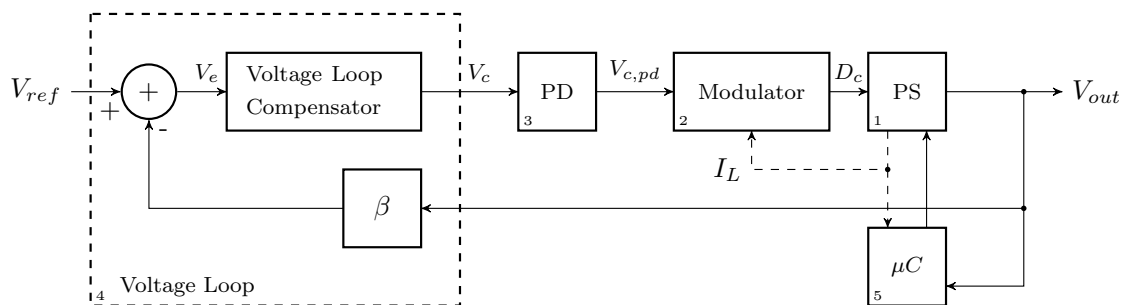 V_ref
+
+
-
V_e
Voltage Loop
Compensator
V_c
PD
3
V_{c,pd}
Modulator
2
D_c
PS
1
V_out
I_L
β
μC
5
Voltage Loop
4